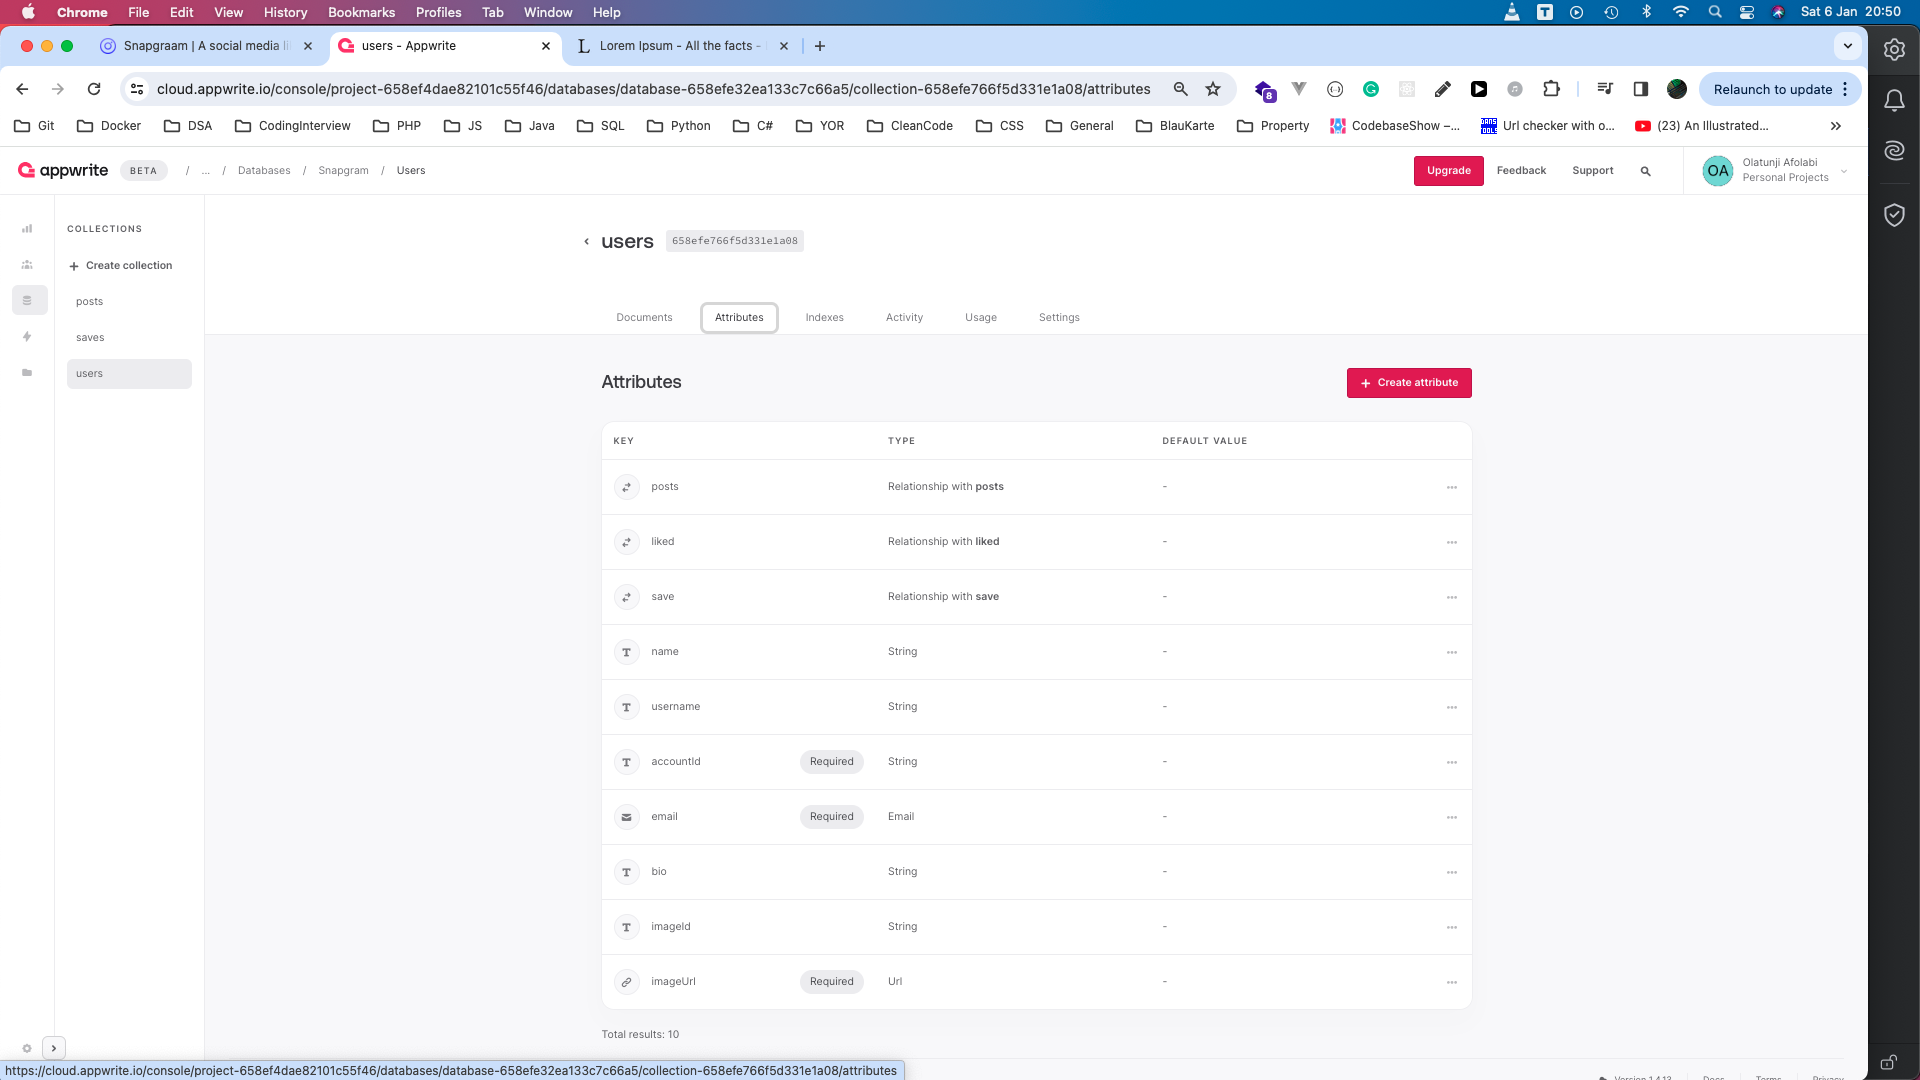 Chrome File Edit View History Bookmarks Profiles Tab Window Help Sat 6 Jan 20:50
Snapgraam | A social media li users - Appwrite Lorem Ipsum - All the facts -
cloud.appwrite.io/console/project-658ef4dae82101c55f46/databases/database-658efe32ea133c7c66a5/collection-658efe766f5d331e1a08/attributes 8 Relaunch to update
Git Docker DSA CodingInterview PHP JS Java SQL Python C# YOR CleanCode CSS General BlauKarte Property CodebaseShow –... Url checker with o... (23) An Illustrated...
appwrite BETA / ... / Databases / Snapgram / Users Upgrade Feedback Support OA Olatunji Afolabi
Personal Projects
COLLECTIONS
Create collection
posts
saves
users
users 658efe766f5d331e1a08
Documents Attributes Indexes Activity Usage Settings
Attributes + Create attribute
KEY TYPE DEFAULT VALUE
posts Relationship with posts -
liked Relationship with liked -
save Relationship with save -
name String -
username String -
accountId Required String -
email Required Email -
bio String -
imageId String -
imageUrl Required Url -
Total results: 10
https://cloud.appwrite.io/console/project-658ef4dae82101c55f46/databases/database-658efe32ea133c7c66a5/collection-658efe766f5d331e1a08/attributes
Version 1.4.13 Docs Terms Privacy